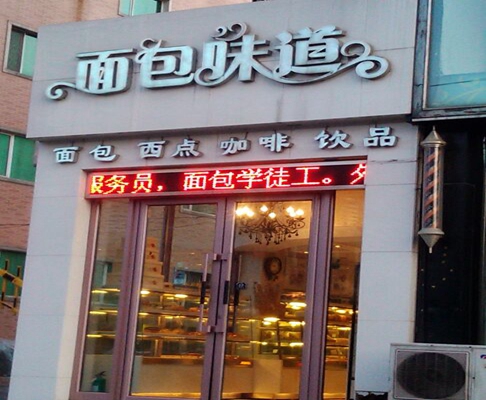 面包味道
面包 西点 咖啡 饮品
服务员，面包学徒工。